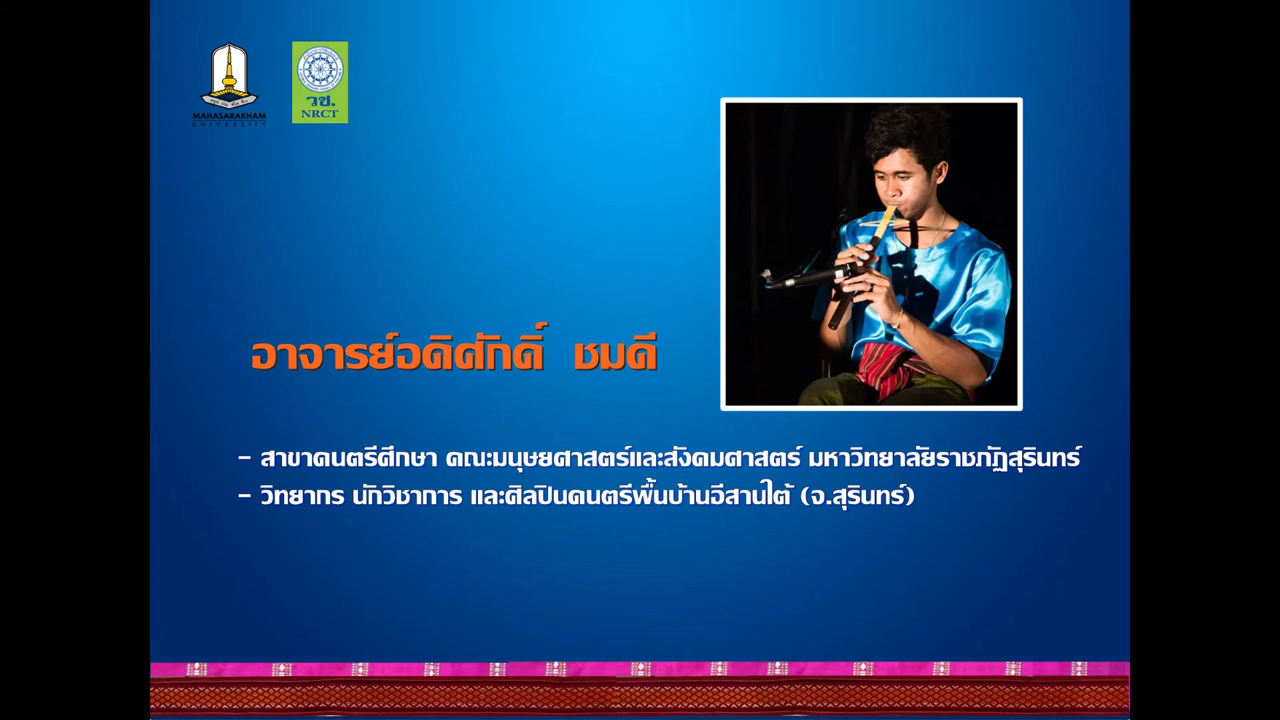 MAHASARAKHAM
UNIVERSITY
วช.
NRCT
อาจารย์อดิศักดิ์ ชมดี
- สาขาดนตรีศึกษา คณะมนุษยศาสตร์และสังคมศาสตร์ มหาวิทยาลัยราชภัฏสุรินทร์
- วิทยากร นักวิชาการ และศิลปินดนตรีพื้นบ้านอีสานใต้ (จ.สุรินทร์)